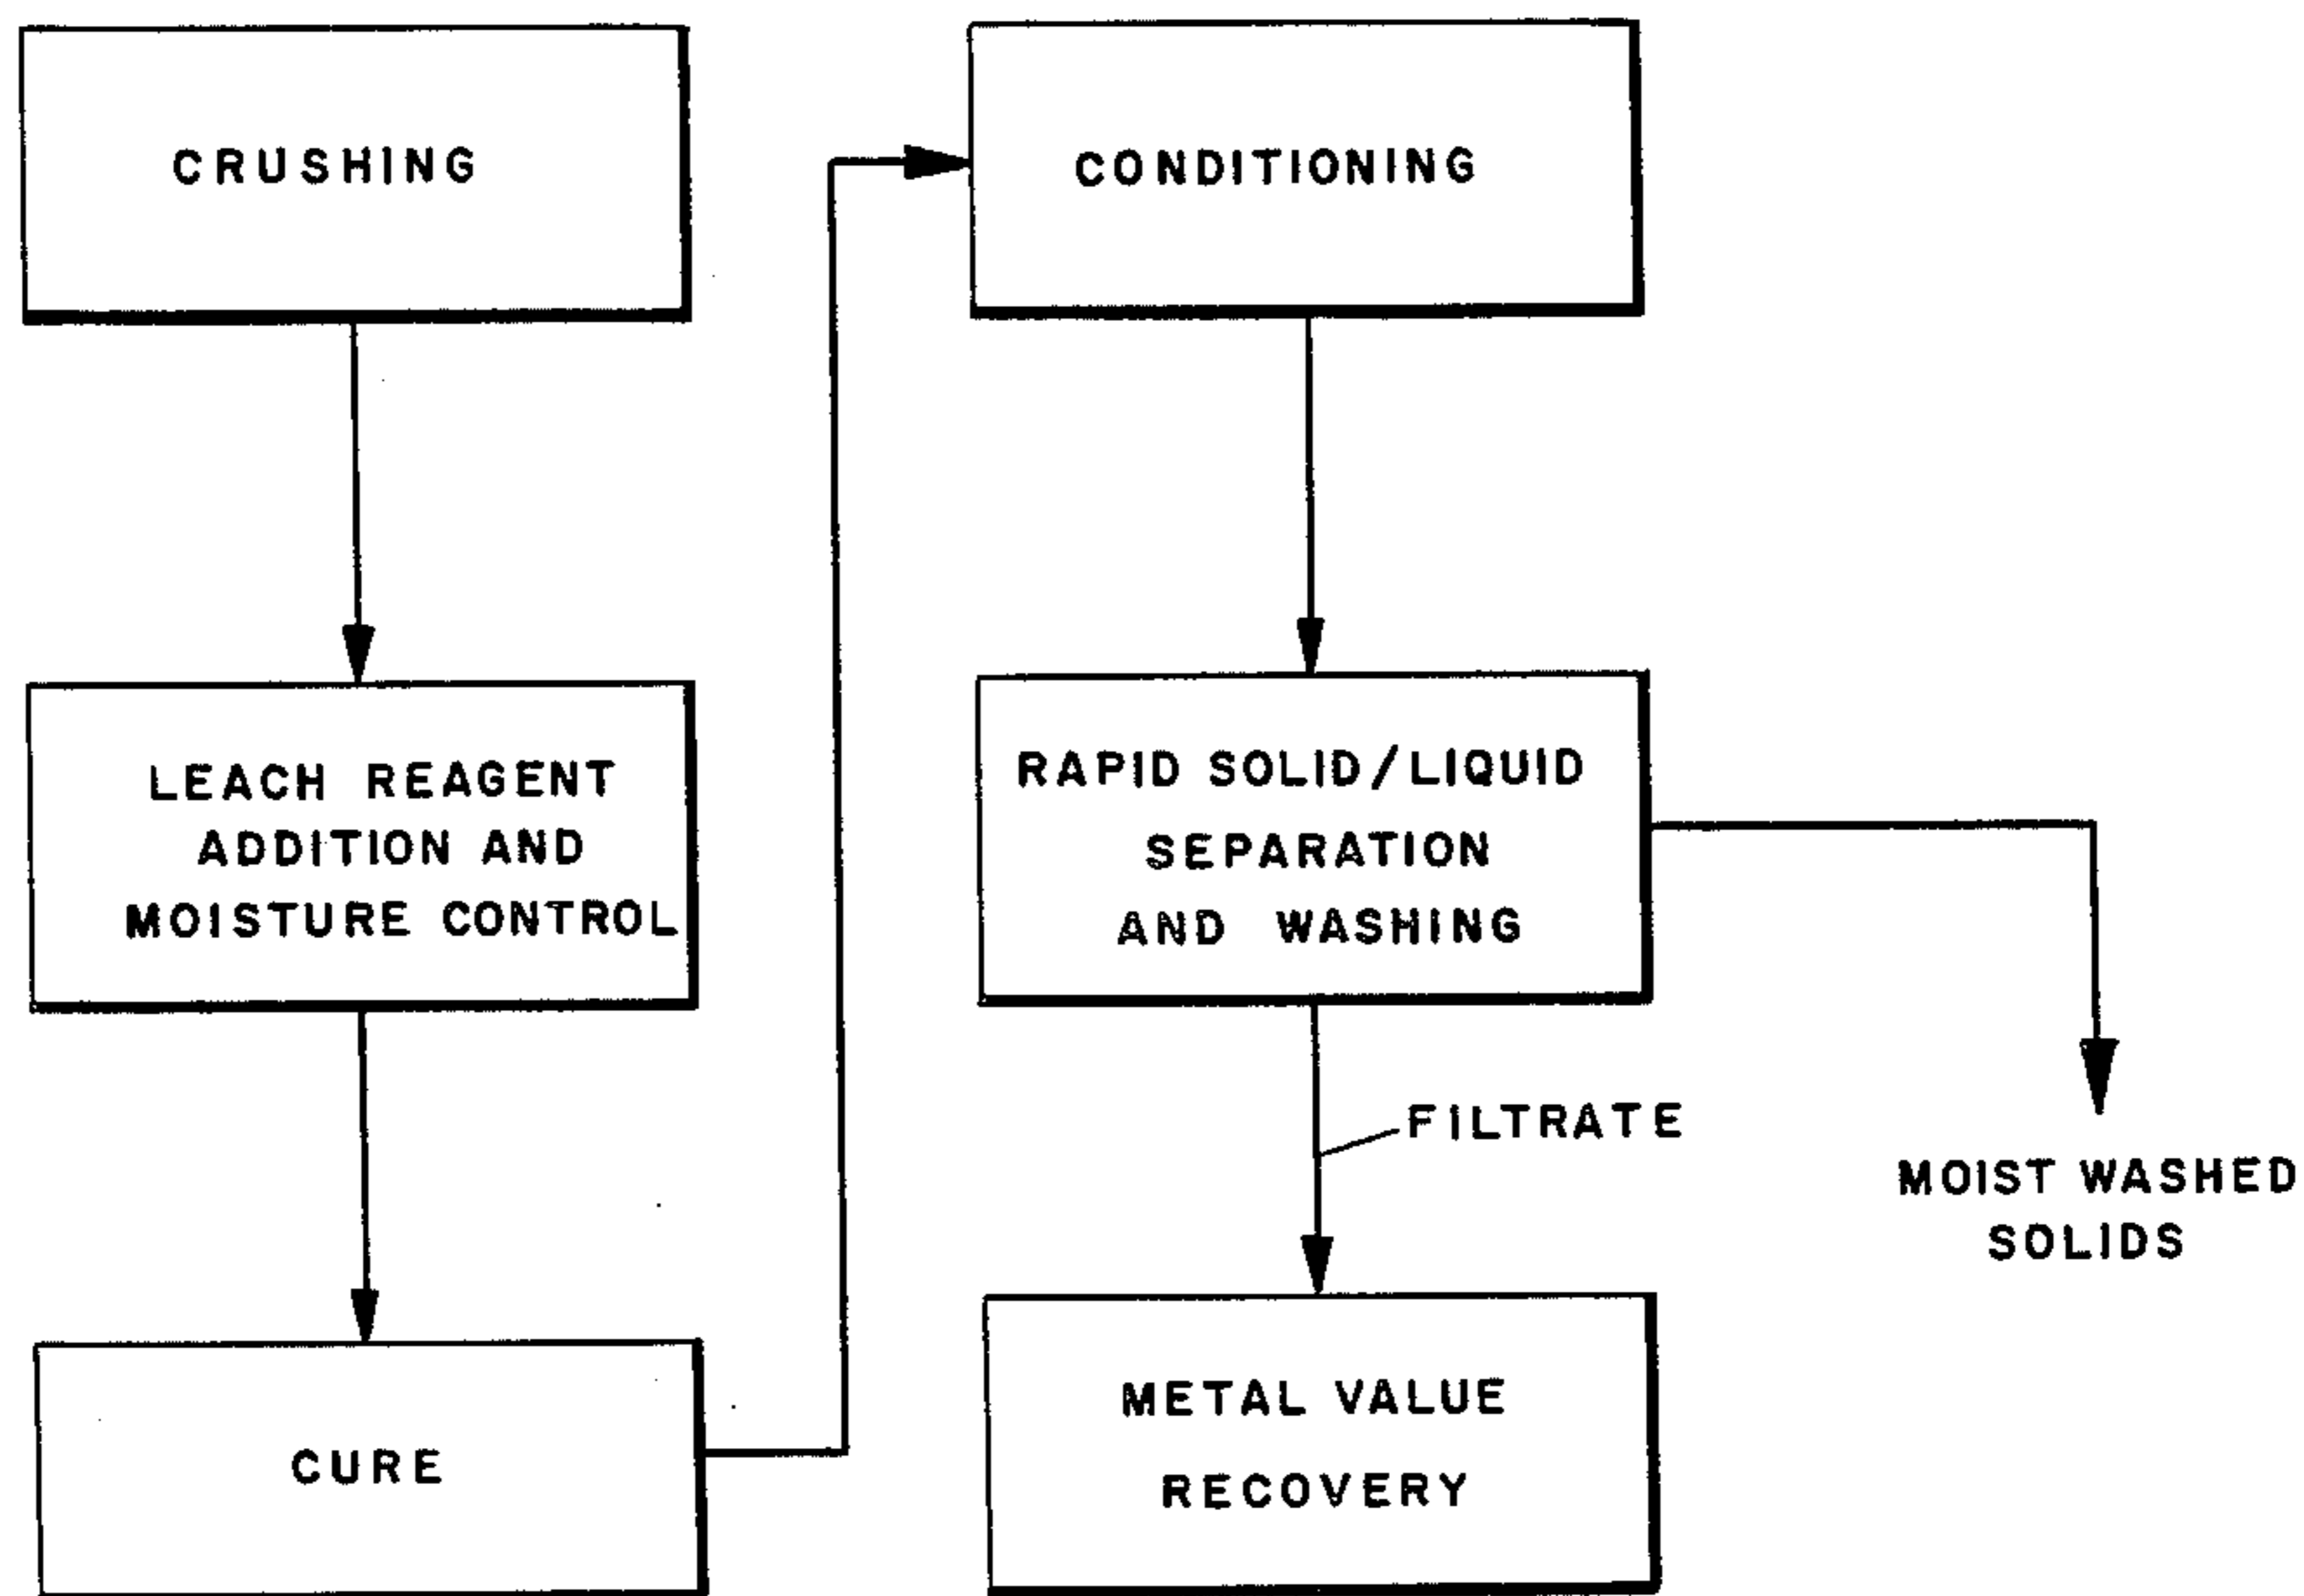 CRUSHING
LEACH REAGENT
ADDITION AND
MOISTURE CONTROL
CURE
CONDITIONING
RAPID SOLID/LIQUID
SEPARATION
AND WASHING
FILTRATE
MOIST WASHED
SOLIDS
METAL VALUE
RECOVERY